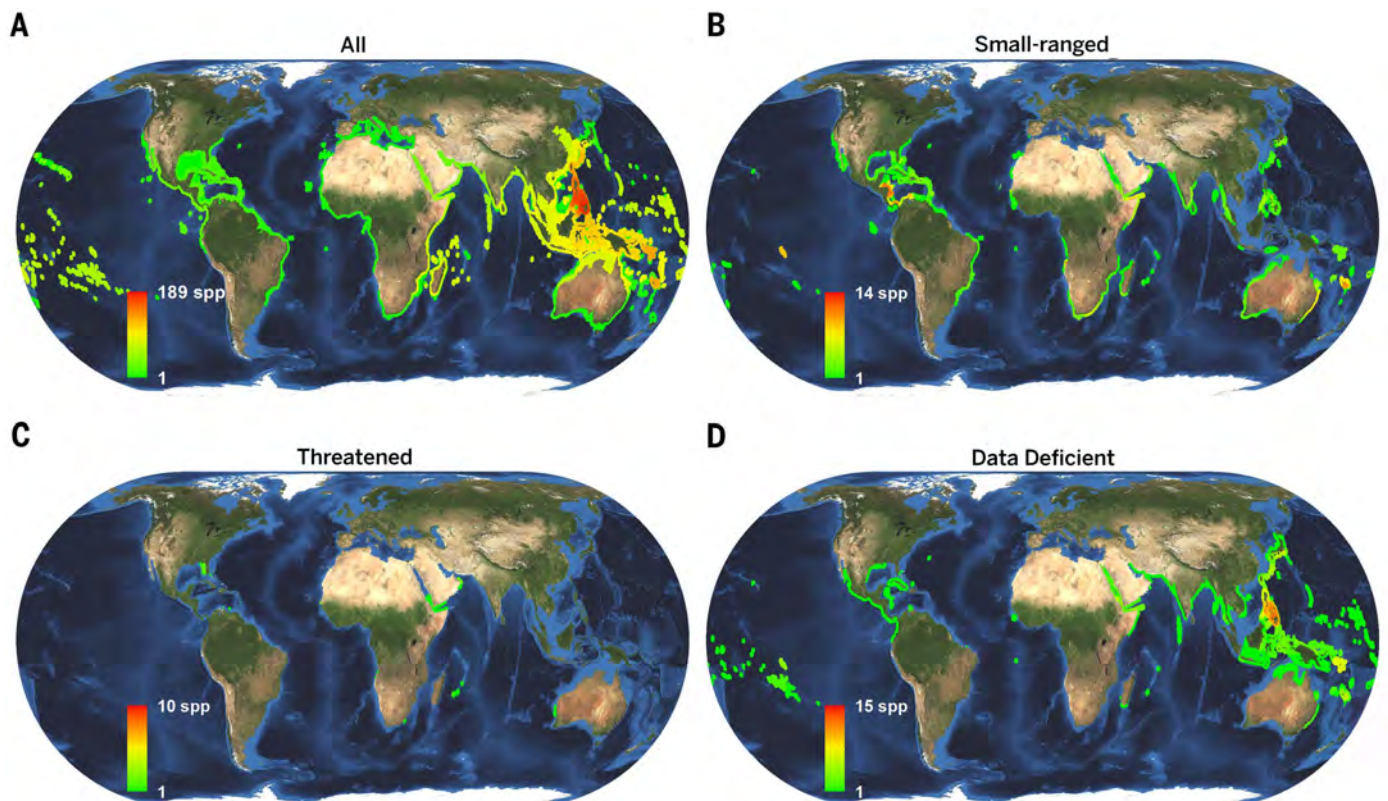 A
All
189 spp
1
B
Small-ranged
14 spp
1
C
Threatened
10 spp
1
D
Data Deficient
15 spp
1